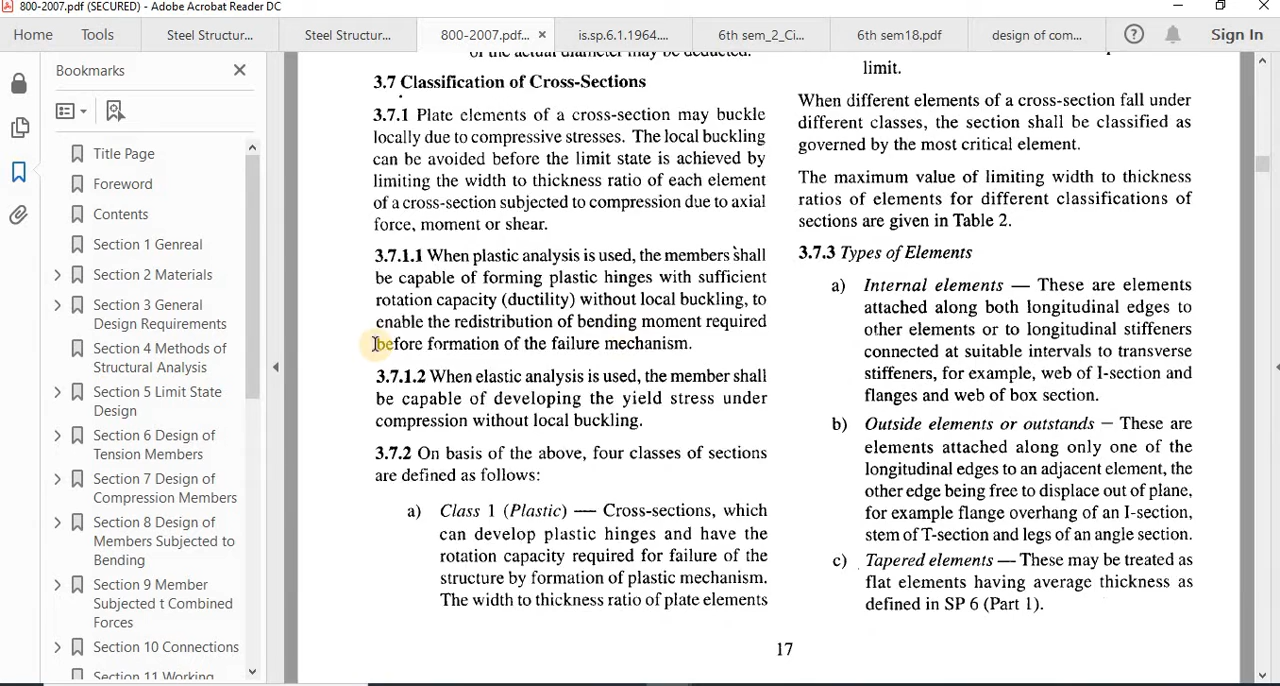 800-2007.pdf (SECURED) - Adobe Acrobat Reader DC
Home Tools Steel Structur... Steel Structur... 800-2007.pdf... × is.sp.6.1.1964.... 6th sem_2_Ci... 6th sem18.pdf design of com... Sign In
Bookmarks
Title Page
Foreword
Contents
Section 1 Genreal
Section 2 Materials
Section 3 General
Design Requirements
Section 4 Methods of
Structural Analysis
Section 5 Limit State
Design
Section 6 Design of
Tension Members
Section 7 Design of
Compression Members
Section 8 Design of
Members Subjected to
Bending
Section 9 Member
Subjected t Combined
Forces
Section 10 Connections
Section 11 Working
of the actual diameter may be deducted.
3.7 Classification of Cross-Sections
3.7.1 Plate elements of a cross-section may buckle
locally due to compressive stresses. The local buckling
can be avoided before the limit state is achieved by
limiting the width to thickness ratio of each element
of a cross-section subjected to compression due to axial
force, moment or shear.
3.7.1.1 When plastic analysis is used, the members shall
be capable of forming plastic hinges with sufficient
rotation capacity (ductility) without local buckling, to
enable the redistribution of bending moment required
before formation of the failure mechanism.
3.7.1.2 When elastic analysis is used, the member shall
be capable of developing the yield stress under
compression without local buckling.
3.7.2 On basis of the above, four classes of sections
are defined as follows:
a) Class 1 (Plastic) — Cross-sections, which
can develop plastic hinges and have the
rotation capacity required for failure of the
structure by formation of plastic mechanism.
The width to thickness ratio of plate elements
limit.
When different elements of a cross-section fall under
different classes, the section shall be classified as
governed by the most critical element.
The maximum value of limiting width to thickness
ratios of elements for different classifications of
sections are given in Table 2.
3.7.3 Types of Elements
a) Internal elements — These are elements
attached along both longitudinal edges to
other elements or to longitudinal stiffeners
connected at suitable intervals to transverse
stiffeners, for example, web of I-section and
flanges and web of box section.
b) Outside elements or outstands — These are
elements attached along only one of the
longitudinal edges to an adjacent element, the
other edge being free to displace out of plane,
for example flange overhang of an I-section,
stem of T-section and legs of an angle section.
c) Tapered elements — These may be treated as
flat elements having average thickness as
defined in SP 6 (Part 1).
17